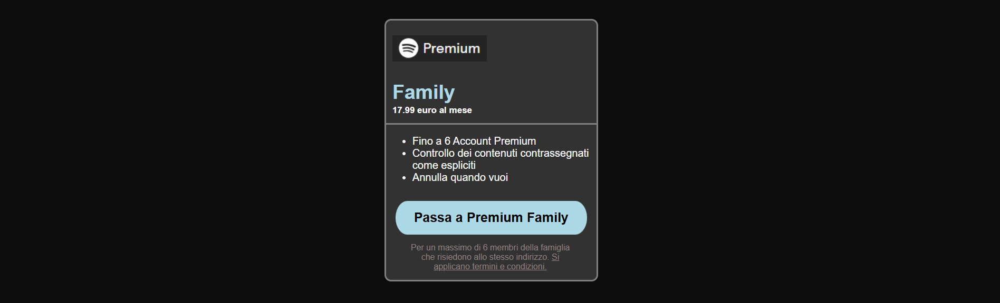 Premium
Family
17.99 euro al mese
Fino a 6 Account Premium
Controllo dei contenuti contrassegnati
come espliciti
Annulla quando vuoi
Passa a Premium Family
Per un massimo di 6 membri della famiglia
che risiedono allo stesso indirizzo. Si
applicano termini e condizioni.